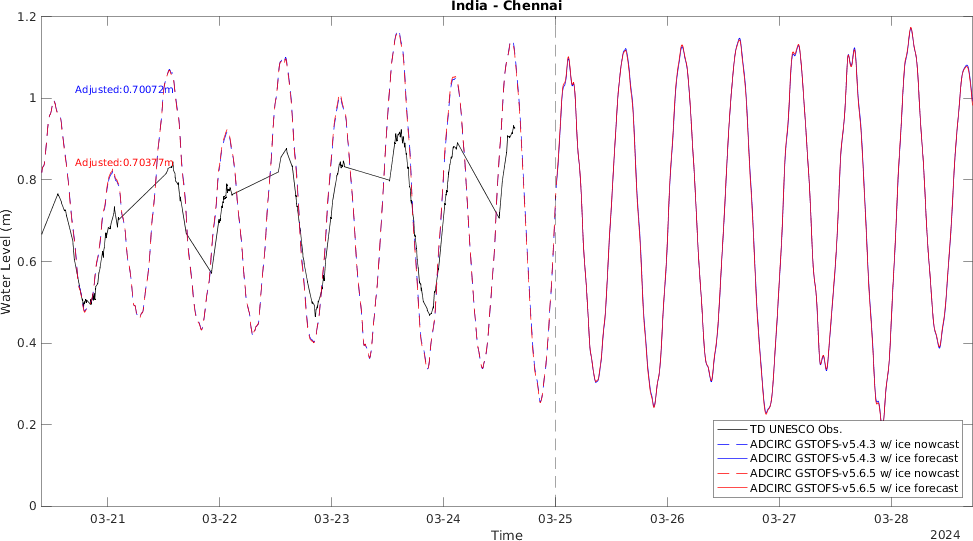 India - Chennai
1.2
1
0.8
0.6
0.4
0.2
0
Water Level (m)
Adjusted:0.70072m
Adjusted:0.70377m
TD UNESCO Obs.
ADCIRC GSTOFS-v5.4.3 w/ ice nowcast
ADCIRC GSTOFS-v5.4.3 w/ ice forecast
ADCIRC GSTOFS-v5.6.5 w/ ice nowcast
ADCIRC GSTOFS-v5.6.5 w/ ice forecast
03-21 03-22 03-23 03-24 03-25 03-26 03-27 03-28
Time
2024